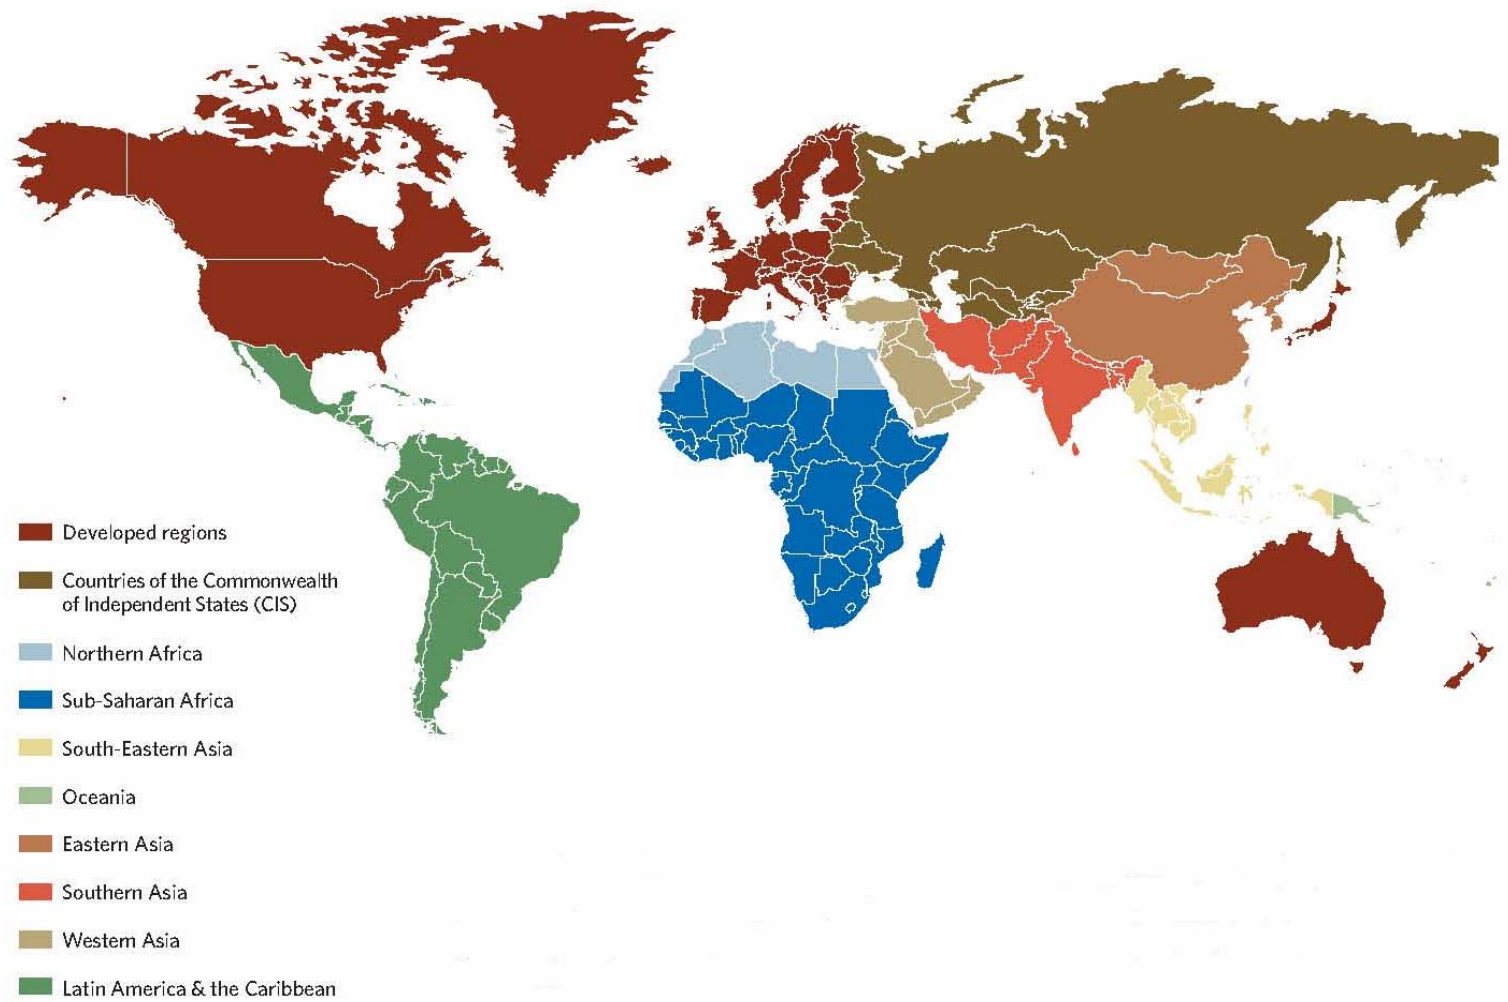 Developed regions
Countries of the Commonwealth
of Independent States (CIS)
Northern Africa
Sub-Saharan Africa
South-Eastern Asia
Oceania
Eastern Asia
Southern Asia
Western Asia
Latin America & the Caribbean